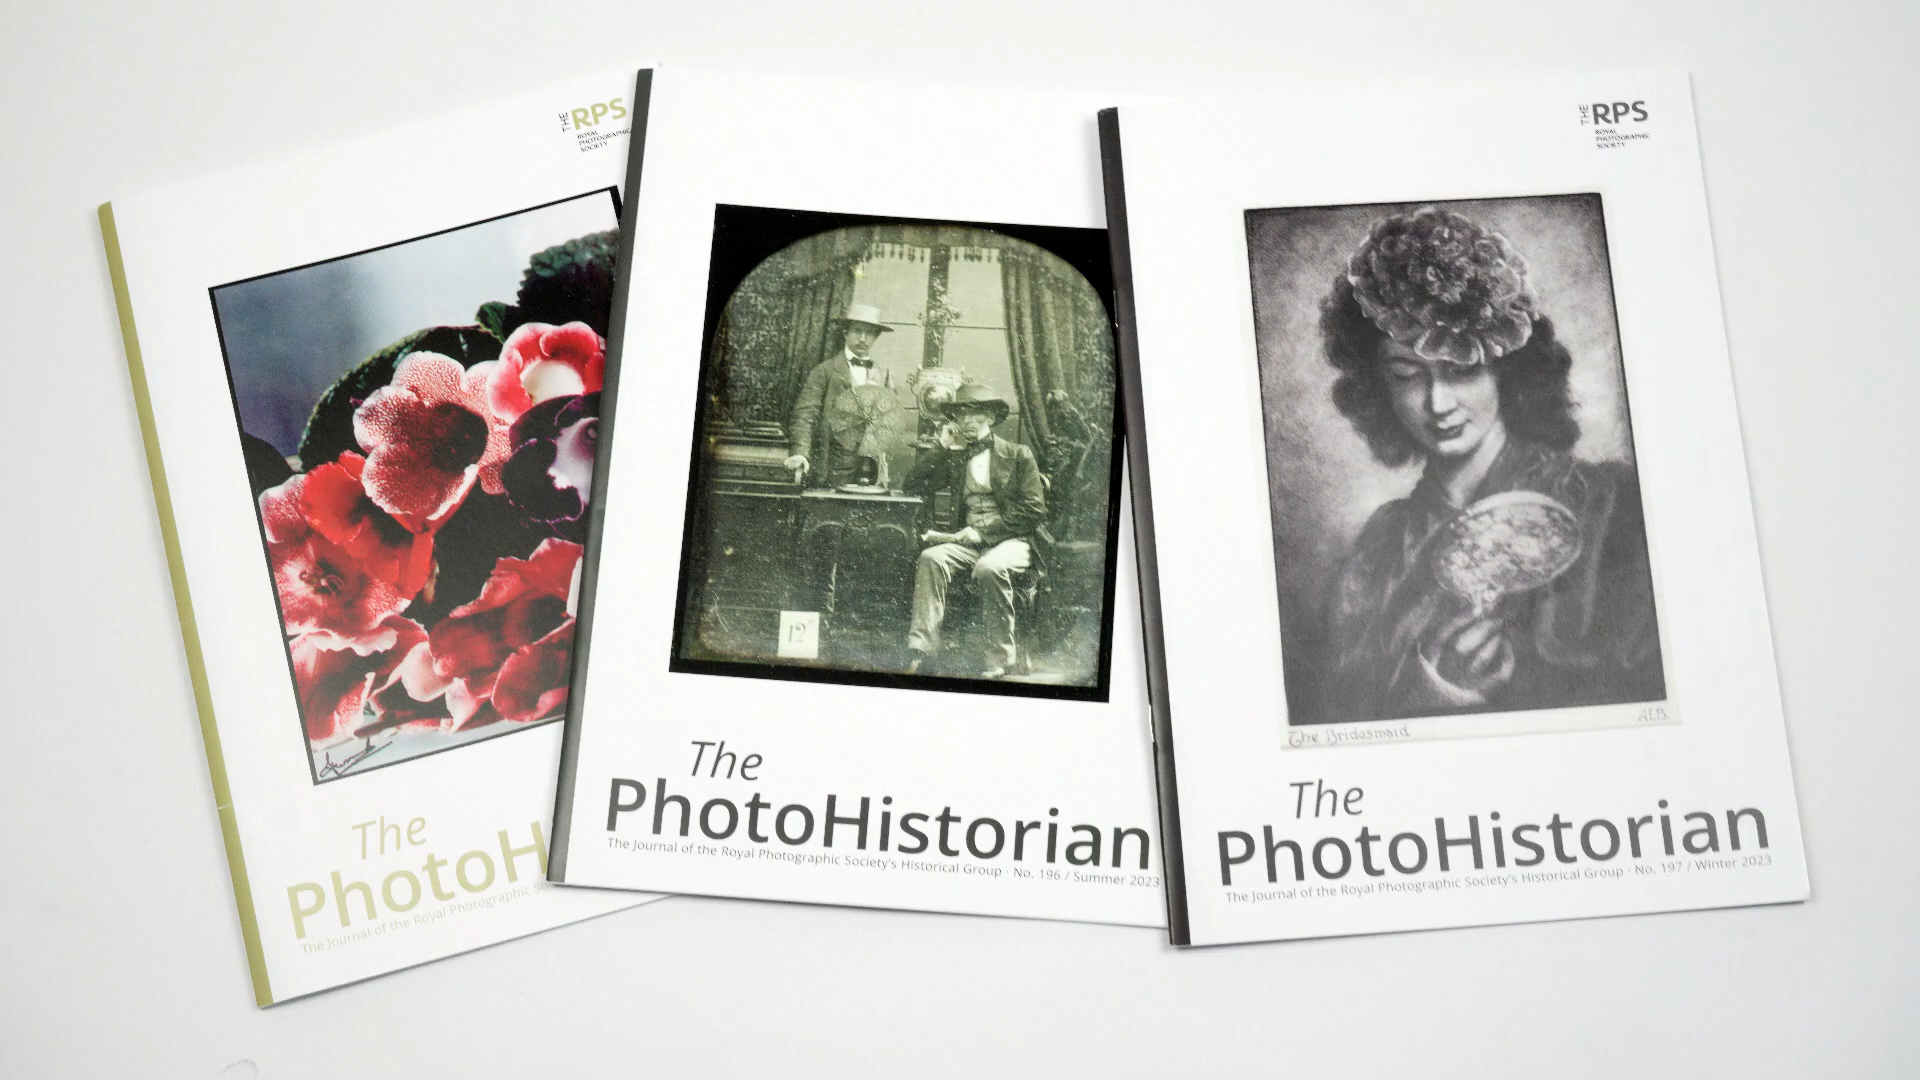 THE RPS
ROYAL
PHOTOGRAPHIC
SOCIETY
The
PhotoH
The Journal of the Royal Photographic
12
The
PhotoHistorian
The Journal of the Royal Photographic Society's Historical Group · No. 196 / Summer 2023
THE RPS
ROYAL
PHOTOGRAPHIC
SOCIETY
The Bridesmaid
AEB.
The
PhotoHistorian
The Journal of the Royal Photographic Society's Historical Group · No. 197 / Winter 2023